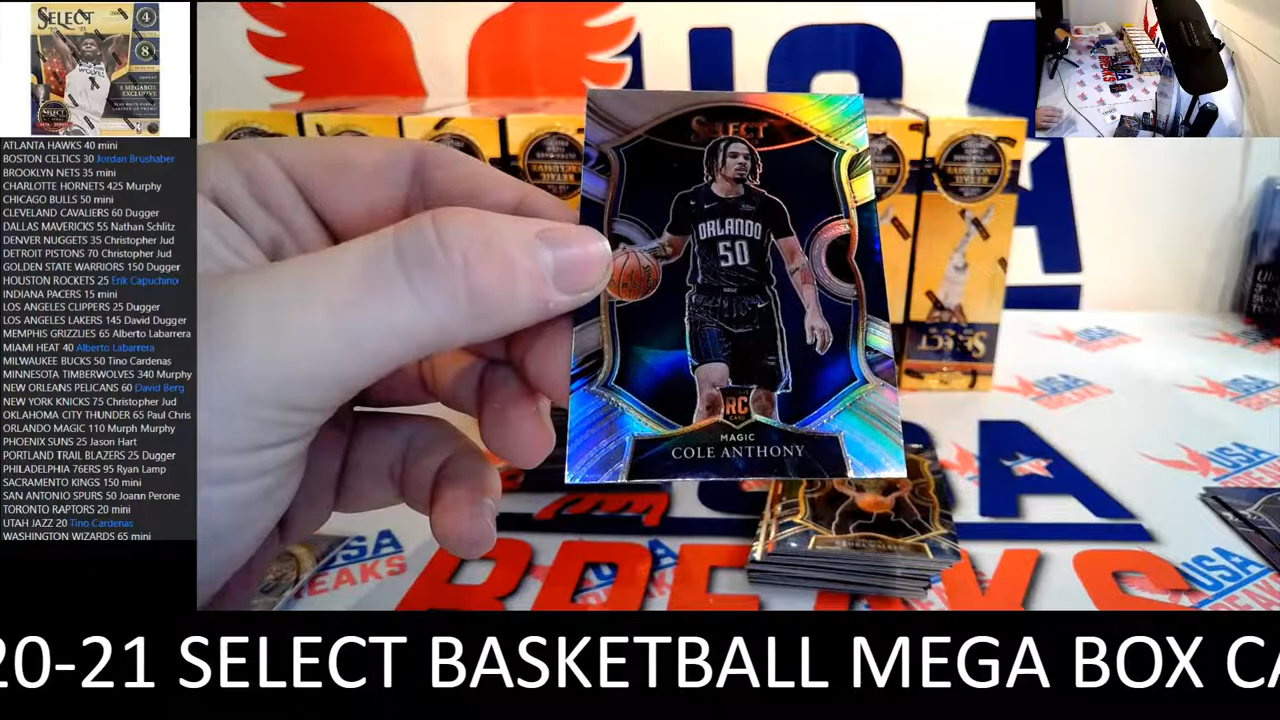 SELECT
4
8
WOLVES
ATLANTA HAWKS 40 mini
BOSTON CELTICS 30 Jordan Brushaber
BROOKLYN NETS 35 mini
CHARLOTTE HORNETS 425 Murphy
CHICAGO BULLS 50 mini
CLEVELAND CAVALIERS 60 Dugger
DALLAS MAVERICKS 55 Nathan Schlitz
DENVER NUGGETS 35 Christopher Jud
DETROIT PISTONS 70 Christopher Jud
GOLDEN STATE WARRIORS 150 Dugger
HOUSTON ROCKETS 25 Erik Capuchino
INDIANA PACERS 15 mini
LOS ANGELES CLIPPERS 25 Dugger
LOS ANGELES LAKERS 145 David Dugger
MEMPHIS GRIZZLIES 65 Alberto Labarrera
MIAMI HEAT 40 Alberto Labarrera
MILWAUKEE BUCKS 50 Tino Cardenas
MINNESOTA TIMBERWOLVES 340 Murphy
NEW ORLEANS PELICANS 60 David Berg
NEW YORK KNICKS 75 Christopher Jud
OKLAHOMA CITY THUNDER 65 Paul Chris
ORLANDO MAGIC 110 Murph Murphy
PHOENIX SUNS 25 Jason Hart
PORTLAND TRAIL BLAZERS 25 Dugger
PHILADELPHIA 76ERS 95 Ryan Lamp
SACRAMENTO KINGS 150 mini
SAN ANTONIO SPURS 50 Joann Perone
TORONTO RAPTORS 20 mini
UTAH JAZZ 20 Tino Cardenas
WASHINGTON WIZARDS 65 mini
SELECT
ORLANDO
50
RC
CARD
MAGIC
COLE ANTHONY
SELECT
USA
BREAKS
USA
BREAKS
20-21 SELECT BASKETBALL MEGA BOX CA